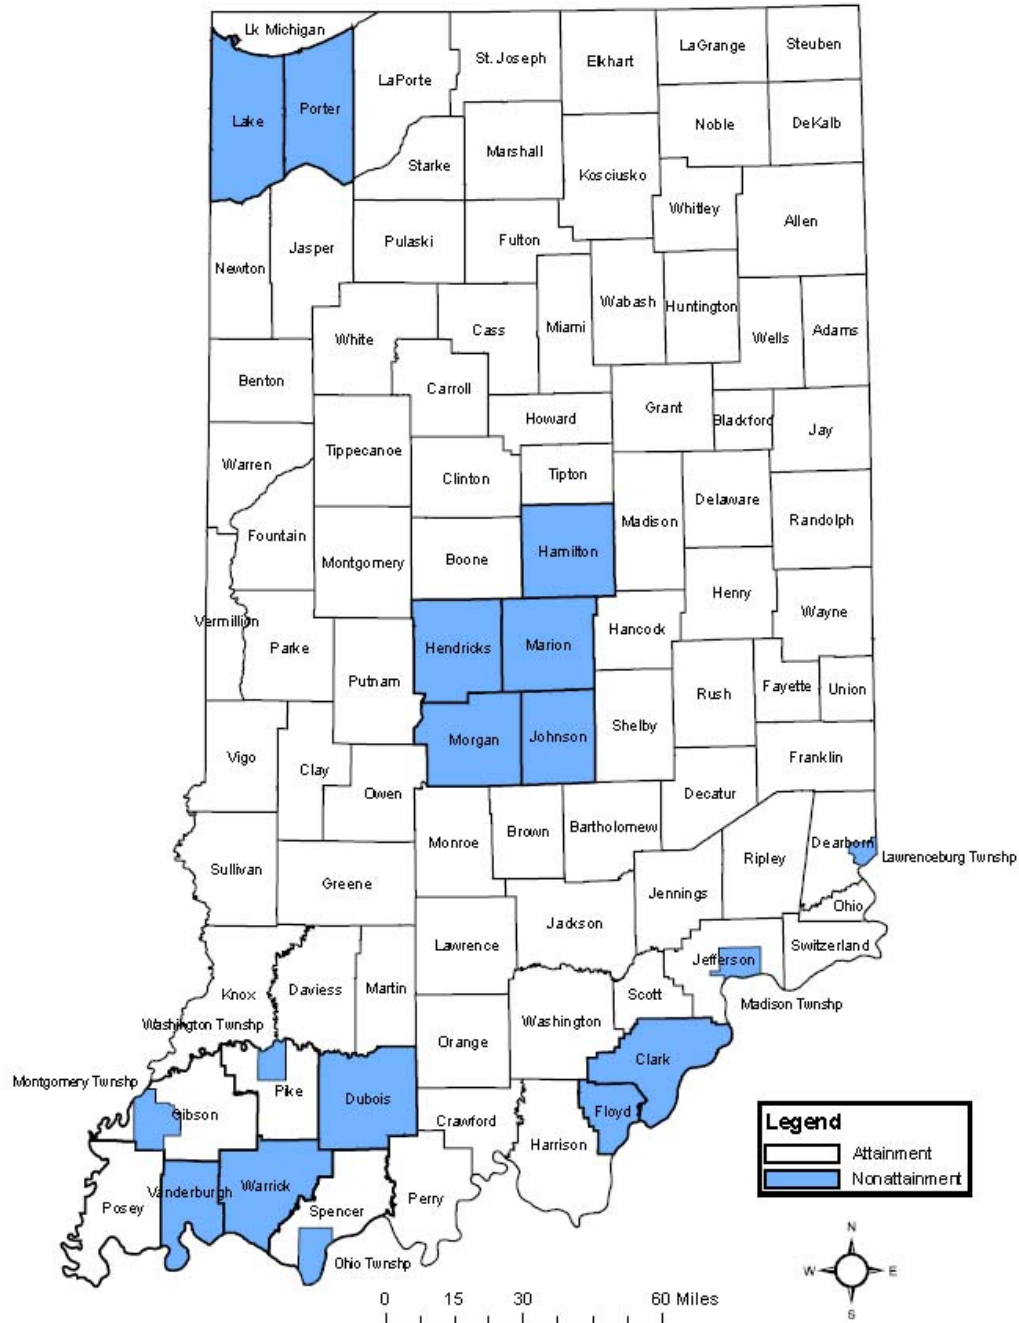 Lk Michigan
LaGrange
Steuben
St. Joseph
Elkhart
LaPorte
Lake
Porter
Noble
DeKalb
Marshall
Starke
Kosciusko
Whitley
Allen
Pulaski
Fulton
Jasper
Newton
Wabash
Huntington
Miami
Cass
White
Wells
Adams
Benton
Carroll
Grant
Howard
Blackford
Jay
Tippecanoe
Warren
Clinton
Tipton
Delaware
Madison
Randolph
Fountain
Montgomery
Boone
Hamilton
Henry
Wayne
Vermillion
Parke
Hendricks
Marion
Hancock
Putnam
Rush
Fayette
Union
Shelby
Morgan
Johnson
Vigo
Clay
Franklin
Owen
Decatur
Monroe
Brown
Bartholomew
Dearborn
Lawrenceburg Twnshp
Ripley
Sullivan
Greene
Jennings
Ohio
Jackson
Lawrence
Switzerland
Jefferson
Knox
Daviess
Martin
Scott
Madison Twnshp
Washington Twnshp
Washington
Orange
Clark
Montgomery Twnshp
Pike
Dubois
Gibson
Floyd
Crawford
Harrison
Vanderburgh
Warrick
Posey
Perry
Spencer
Ohio Twnshp
Legend
Attainment
Nonattainment
N
W
E
S
0 15 30 60 Miles